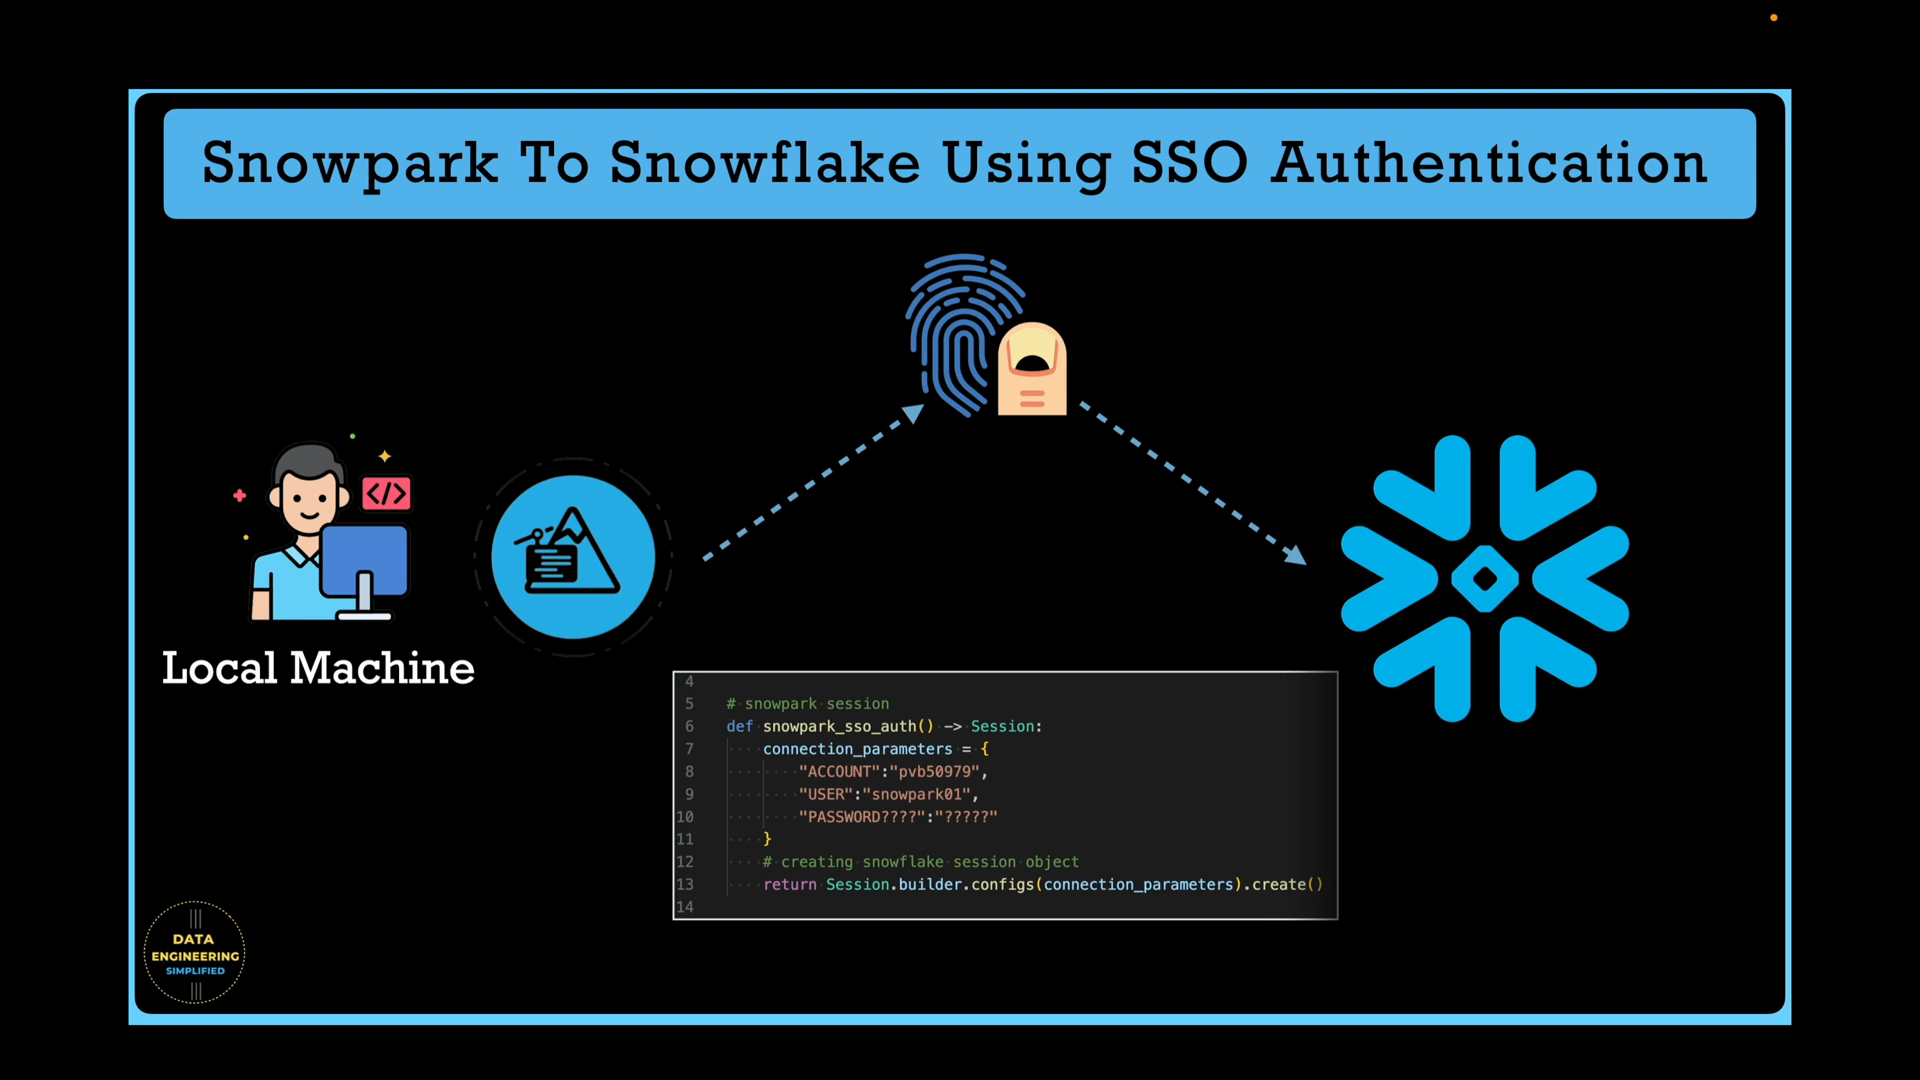 Snowpark To Snowflake Using SSO Authentication
</>
Local Machine
4
5 # snowpark session
6 def snowpark_sso_auth() -> Session:
7 connection_parameters = {
8 "ACCOUNT":"pvb50979",
9 "USER":"snowpark01",
10 "PASSWORD????":"?????"
11 }
12 # creating snowflake session object
13 return Session.builder.configs(connection_parameters).create()
14
DATA
ENGINEERING
SIMPLIFIED